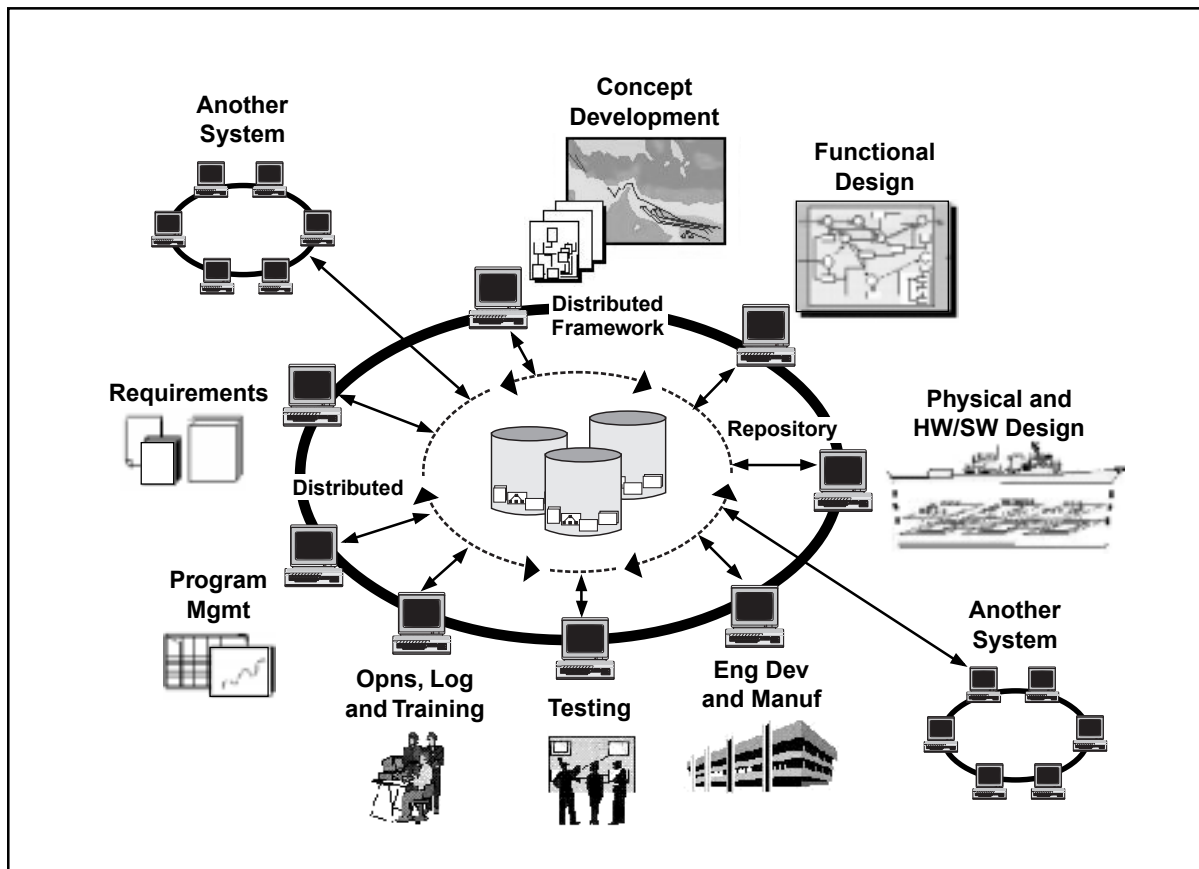 Concept
Development
Another
System
Functional
Design
Distributed
Framework
Requirements
Physical and
HW/SW Design
Repository
Distributed
Program
Mgmt
Another
System
Opns, Log
and Training
Testing
Eng Dev
and Manuf